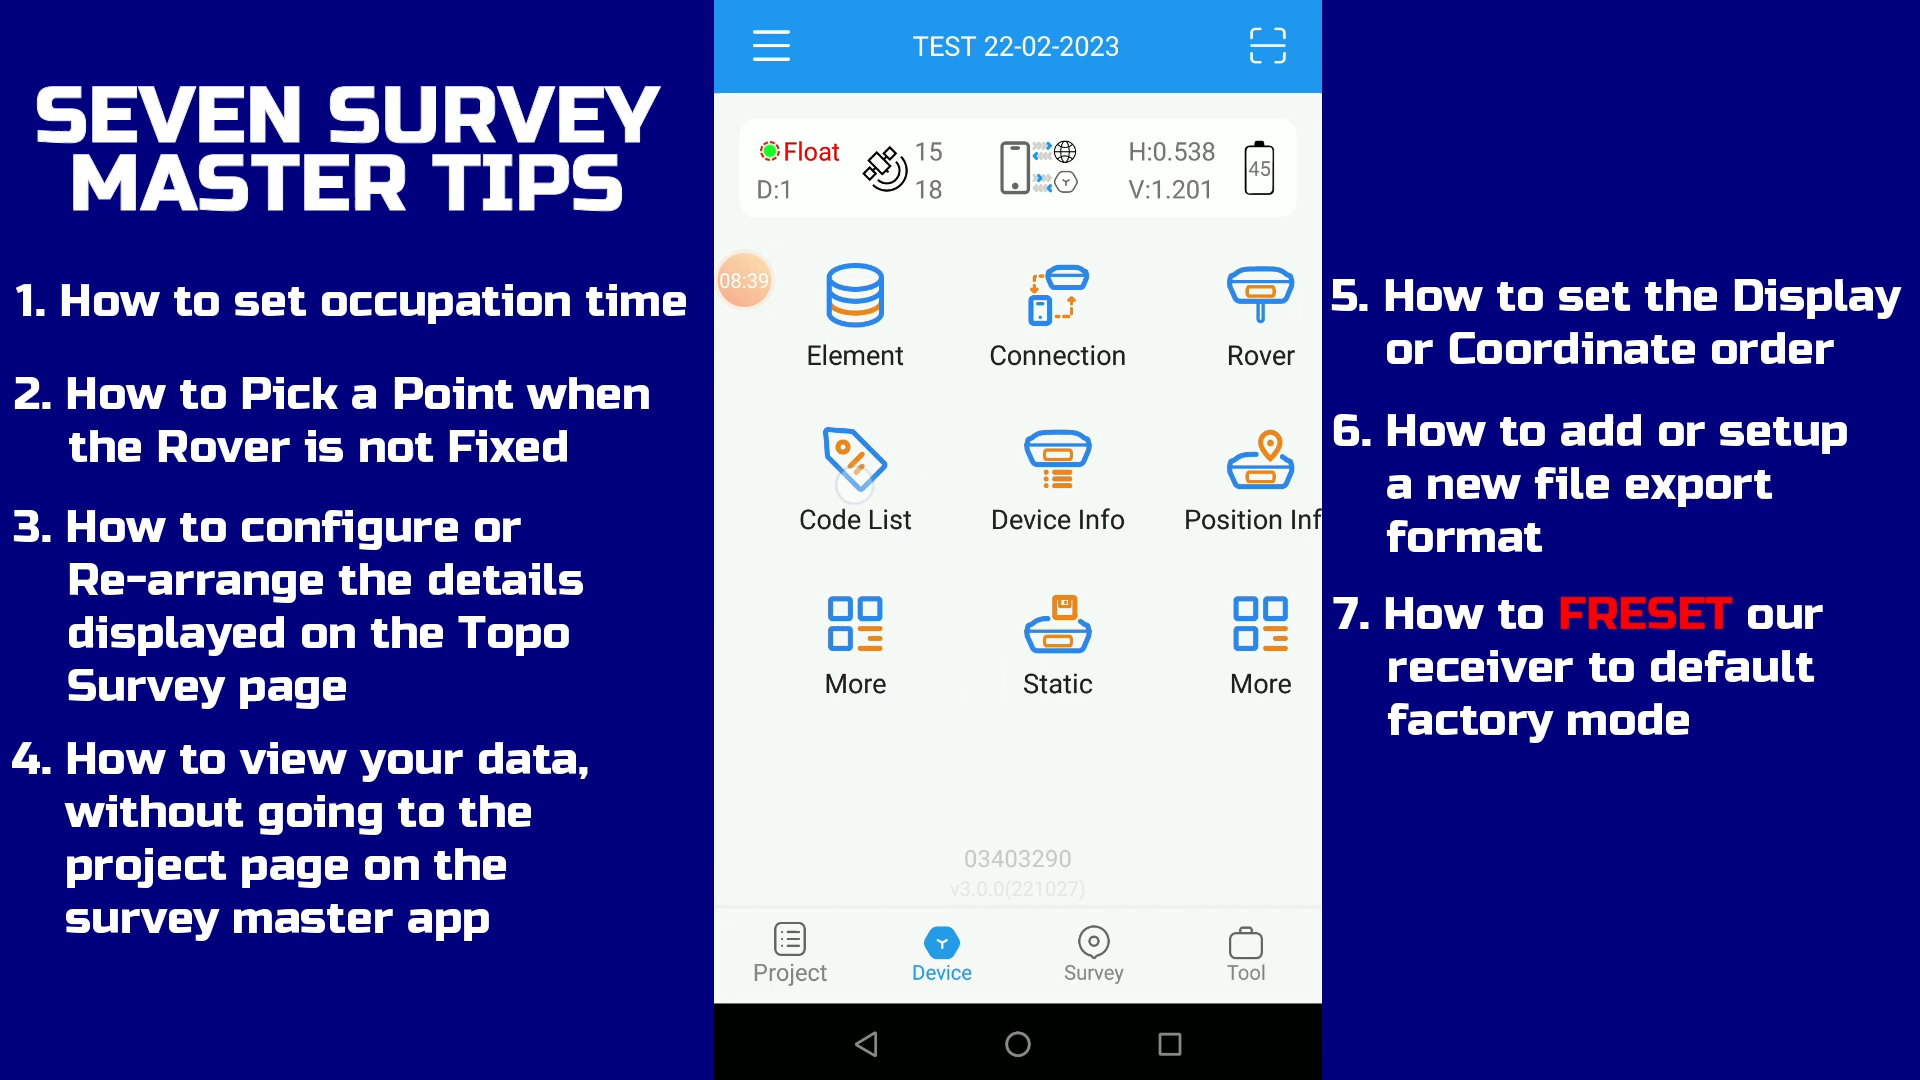 SEVEN SURVEY
MASTER TIPS
1. How to set occupation time
2. How to Pick a Point when
the Rover is not Fixed
3. How to configure or
Re-arrange the details
displayed on the Topo
Survey page
4. How to view your data,
without going to the
project page on the
survey master app
TEST 22-02-2023
Float
D:1
15
18
H:0.538
V:1.201
45
08:39
Element
Connection
Rover
Code List
Device Info
Position Inf
More
Static
More
03403290
v3.0.0(221027)
Project
Device
Survey
Tool
5. How to set the Display
or Coordinate order
6. How to add or setup
a new file export
format
7. How to FRESET our
receiver to default
factory mode